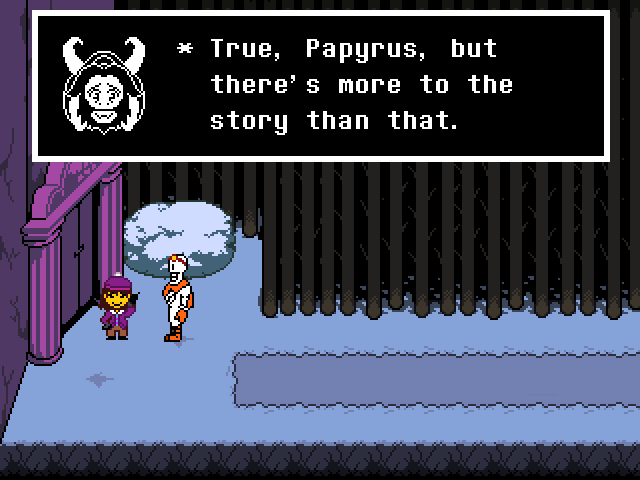 * True, Papyrus, but
there's more to the
story than that.